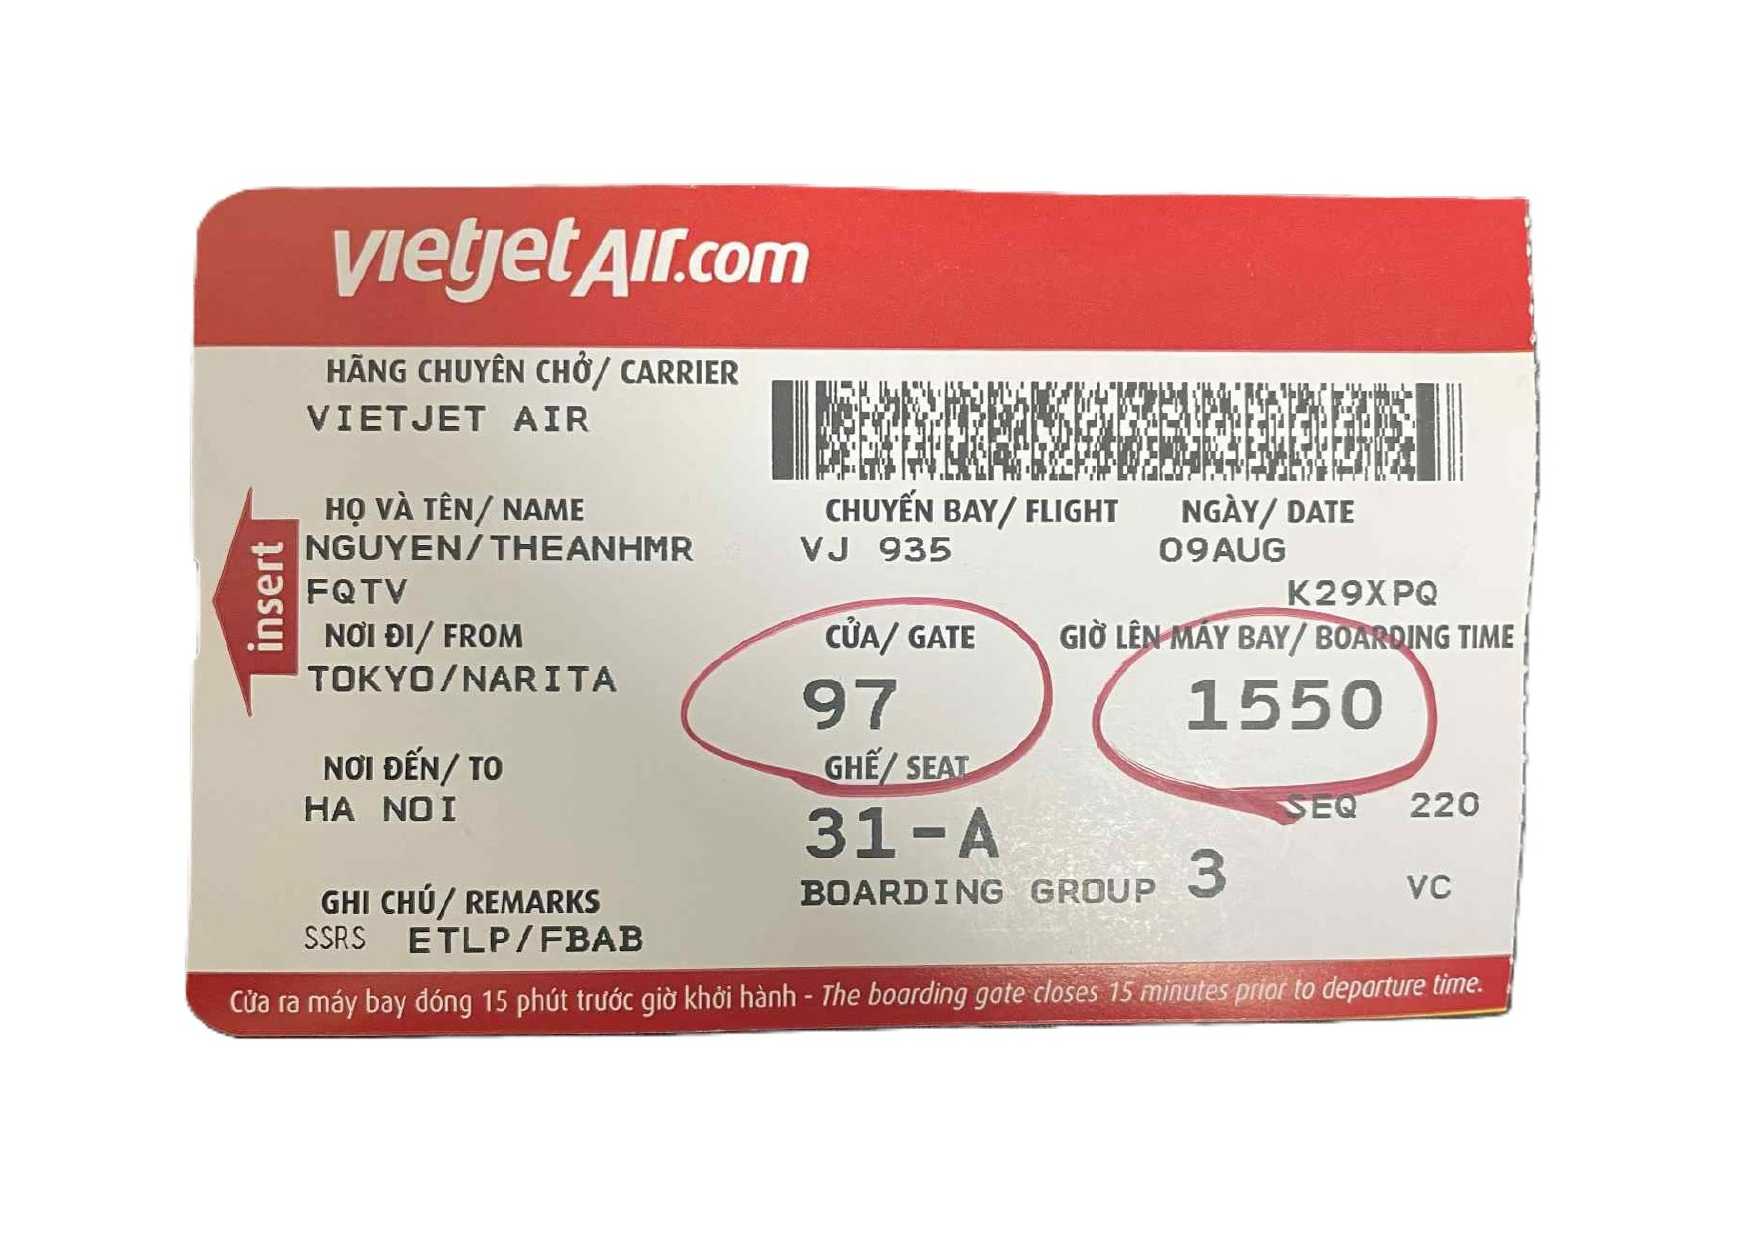 vietjetAir.com
HÃNG CHUYÊN CHỞ/ CARRIER
VIETJET AIR
HỌ VÀ TÊN/ NAME
NGUYEN/THEANHMR
FQTV
CHUYẾN BAY/ FLIGHT
VJ 935
NGÀY/ DATE
09AUG
K29XPQ
insert
NƠI ĐI/ FROM
TOKYO/NARITA
CỬA/ GATE
97
GIỜ LÊN MÁY BAY/ BOARDING TIME
1550
NƠI ĐẾN/ TO
HA NOI
GHẾ/ SEAT
31-A
SEQ 220
BOARDING GROUP 3
VC
GHI CHÚ/ REMARKS
SSRS ETLP/FBAB
Cửa ra máy bay đóng 15 phút trước giờ khởi hành - The boarding gate closes 15 minutes prior to departure time.